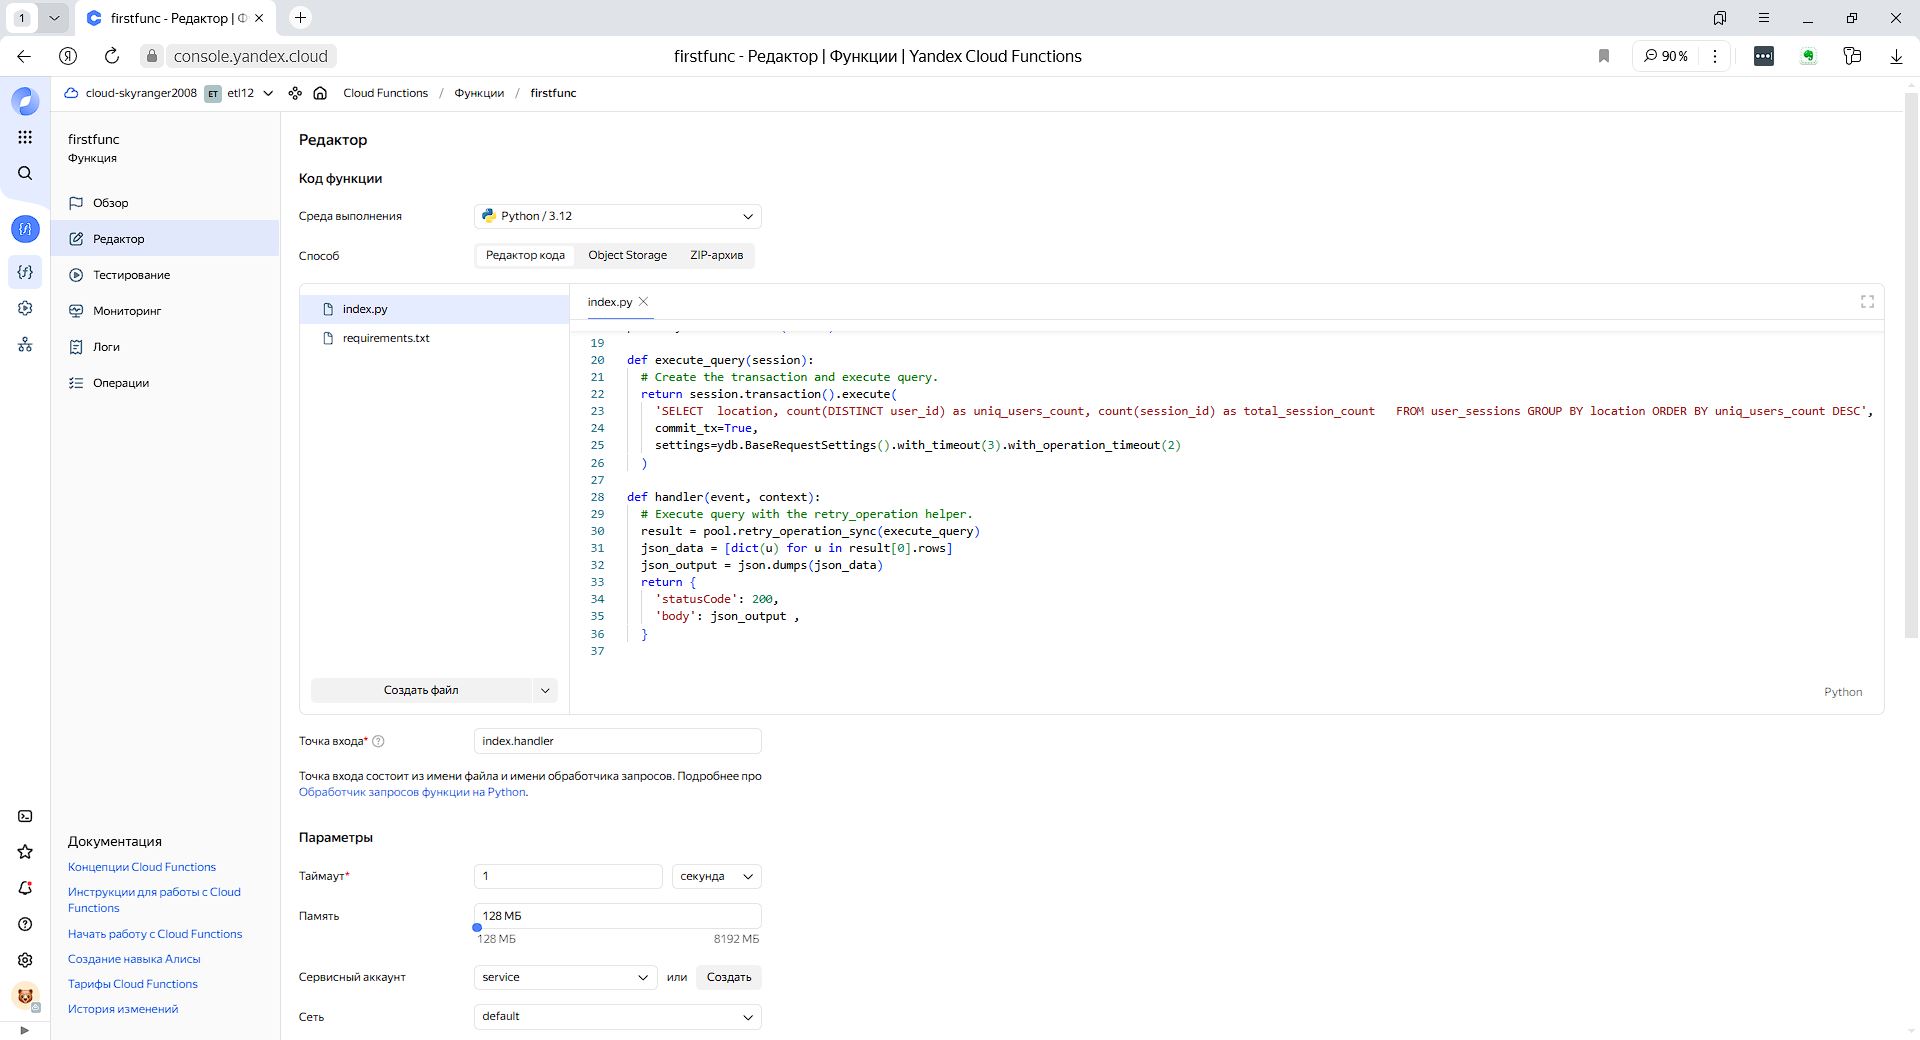 1
firstfunc - Редактор | Ф
console.yandex.cloud
firstfunc - Редактор | Функции | Yandex Cloud Functions
90 %
cloud-skyranger2008 ET etl12
Cloud Functions / Функции / firstfunc
firstfunc
Функция
Обзор
Редактор
Тестирование
Мониторинг
Логи
Операции
Документация
Концепции Cloud Functions
Инструкции для работы с Cloud
Functions
Начать работу с Cloud Functions
Создание навыка Алисы
Тарифы Cloud Functions
История изменений
Редактор
Код функции
Среда выполнения
Python / 3.12
Способ
Редактор кода Object Storage ZIP-архив
index.py
requirements.txt
Создать файл
index.py
19
20 def execute_query(session):
21 # Create the transaction and execute query.
22 return session.transaction().execute(
23 'SELECT  location, count(DISTINCT user_id) as uniq_users_count, count(session_id) as total_session_count   FROM user_sessions GROUP BY location ORDER BY uniq_users_count DESC',
24 commit_tx=True,
25 settings=ydb.BaseRequestSettings().with_timeout(3).with_operation_timeout(2)
26 )
27
28 def handler(event, context):
29 # Execute query with the retry_operation helper.
30 result = pool.retry_operation_sync(execute_query)
31 json_data = [dict(u) for u in result[0].rows]
32 json_output = json.dumps(json_data)
33 return {
34 'statusCode': 200,
35 'body': json_output ,
36 }
37
Python
Точка входа*
index.handler
Точка входа состоит из имени файла и имени обработчика запросов. Подробнее про
Обработчик запросов функции на Python.
Параметры
Таймаут*
1 секунда
Память
128 МБ
128 МБ 8192 МБ
Сервисный аккаунт
service или Создать
Сеть
default